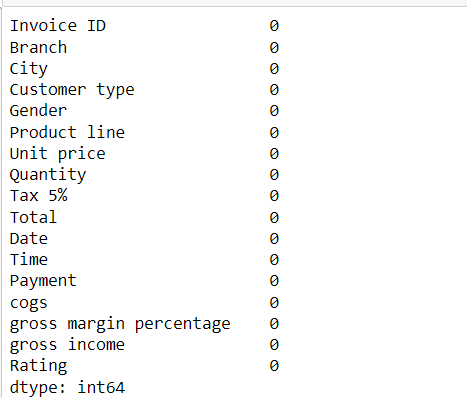 Invoice ID 0
Branch 0
City 0
Customer type 0
Gender 0
Product line 0
Unit price 0
Quantity 0
Tax 5% 0
Total 0
Date 0
Time 0
Payment 0
cogs 0
gross margin percentage 0
gross income 0
Rating 0
dtype: int64